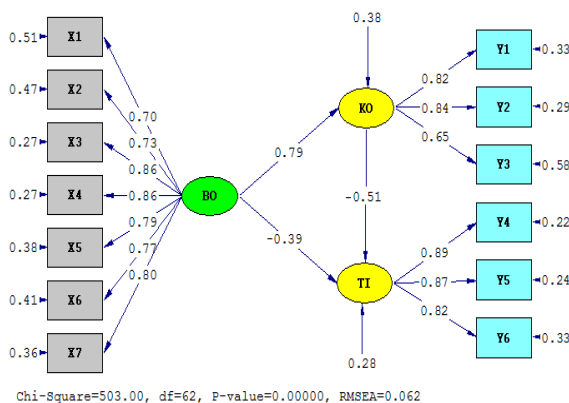 0.38
0.51 X1
Y1 0.33
0.82
0.47 X2
0.70
KO 0.84 Y2 0.29
0.73
0.65
0.27 X3
0.86
0.79
Y3 0.58
0.27 X4 0.86 BO
-0.51
0.79
Y4 0.22
0.38 X5
0.77
-0.39
0.89
0.80
TI 0.87 Y5 0.24
0.41 X6
0.82
Y6 0.33
0.36 X7
0.28
Chi-Square=503.00, df=62, P-value=0.00000, RMSEA=0.062